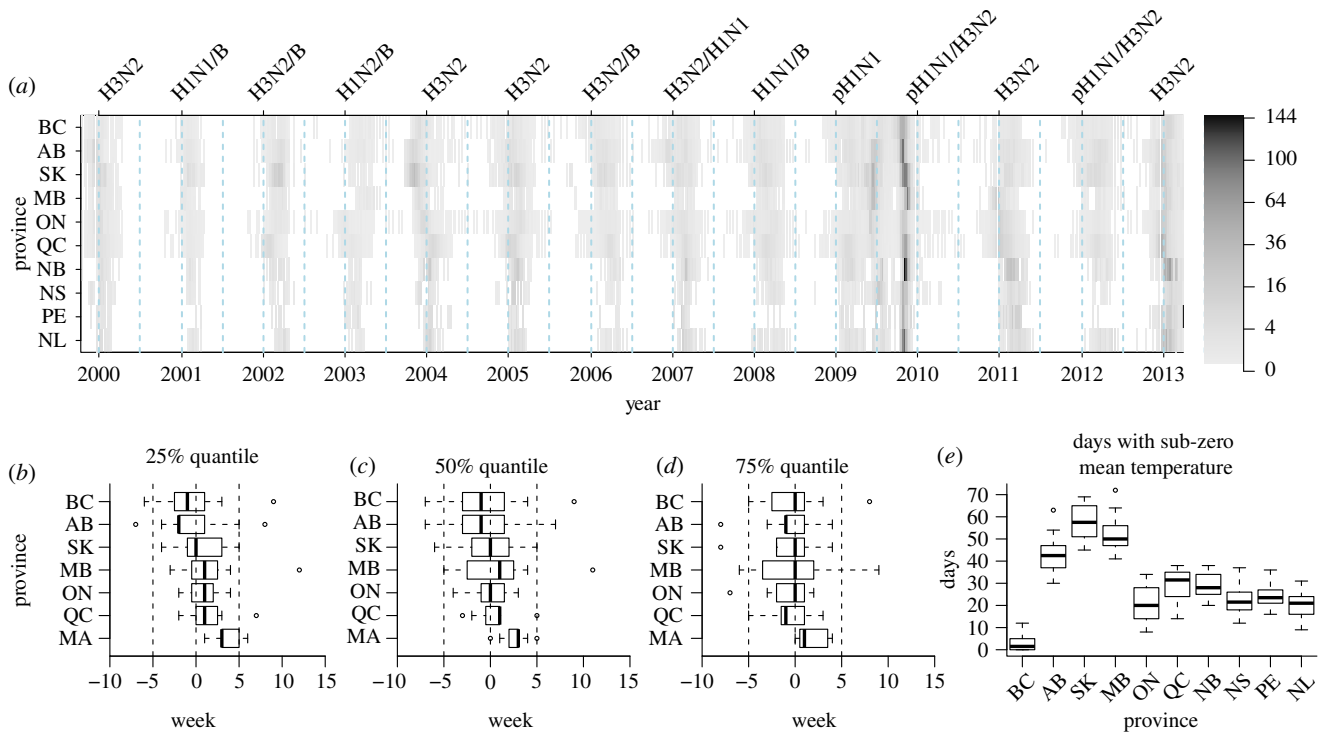 (a)
H3N2
H1N1/B
H3N2/B
H1N2/B
H3N2
H3N2
H3N2/B
H3N2/H1N1
H1N1/B
pH1N1
pH1N1/H3N2
H3N2
pH1N1/H3N2
H3N2
province
BC
AB
SK
MB
ON
QC
NB
NS
PE
NL
144
100
64
36
16
4
0
2000 2001 2002 2003 2004 2005 2006 2007 2008 2009 2010 2011 2012 2013
year
(b)
25% quantile
province
BC
AB
SK
MB
ON
QC
MA
−10 −5 0 5 10 15
week
(c)
50% quantile
BC
AB
SK
MB
ON
QC
MA
−10 −5 0 5 10 15
week
(d)
75% quantile
BC
AB
SK
MB
ON
QC
MA
−10 −5 0 5 10 15
week
(e)
days with sub-zero
mean temperature
days
70
60
50
40
30
20
10
0
BC AB SK MB ON QC NB NS PE NL
province